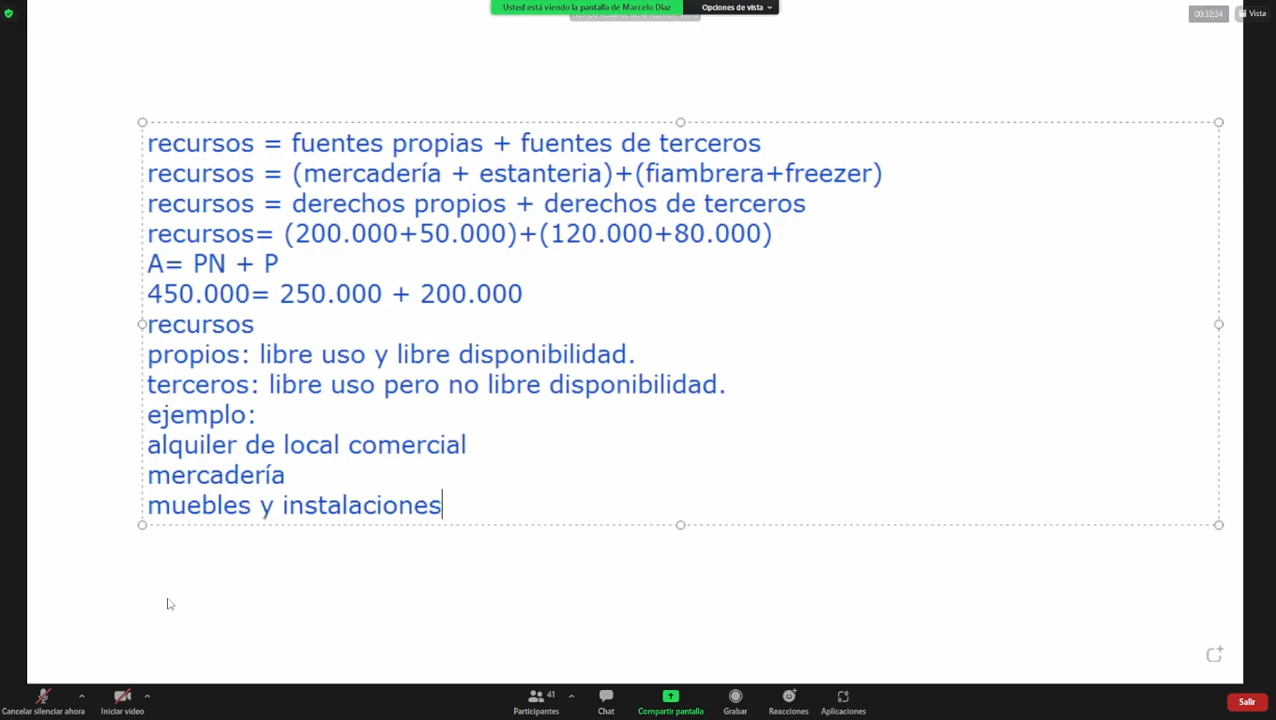 Usted está viendo la pantalla de Marcelo Díaz
Opciones de vista
00:32:34
Vista
recursos = fuentes propias + fuentes de terceros
recursos = (mercadería + estanteria)+(fiambrera+freezer)
recursos = derechos propios + derechos de terceros
recursos= (200.000+50.000)+(120.000+80.000)
A= PN + P
450.000= 250.000 + 200.000
recursos
propios: libre uso y libre disponibilidad.
terceros: libre uso pero no libre disponibilidad.
ejemplo:
alquiler de local comercial
mercadería
muebles y instalaciones
Cancelar silenciar ahora
Iniciar video
41
Participantes
Chat
Compartir pantalla
Grabar
Reacciones
Aplicaciones
Salir